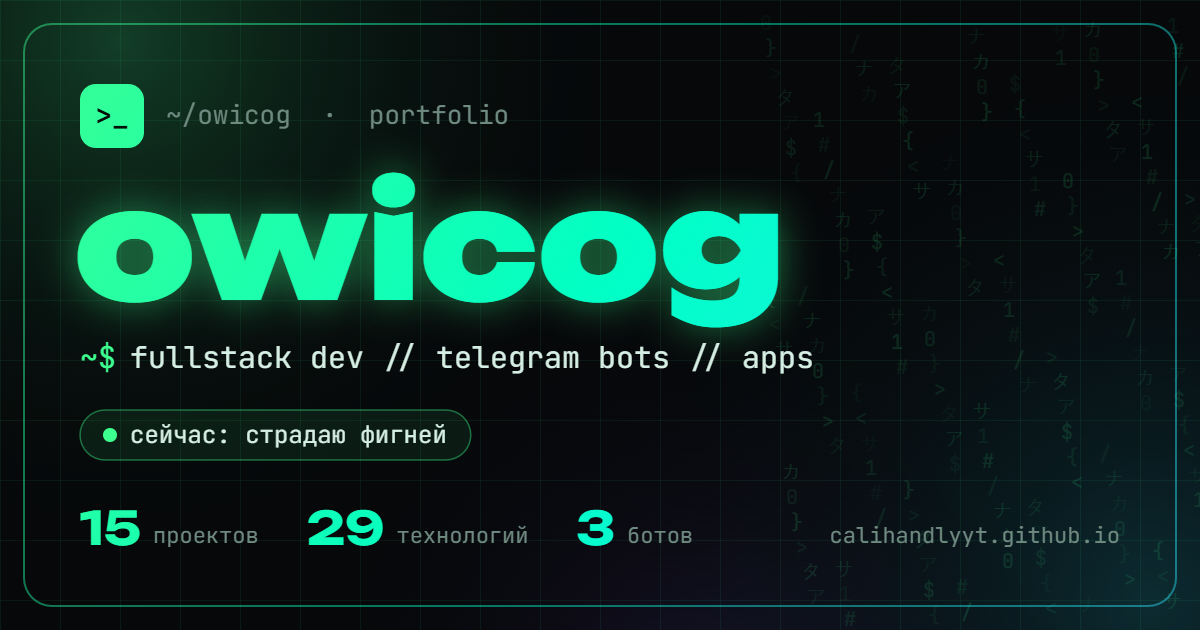 >_ ~/owicog · portfolio
owicog
~$ fullstack dev // telegram bots // apps
сейчас: страдаю фигней
15 проектов 29 технологий 3 ботов calihandlyyt.github.io